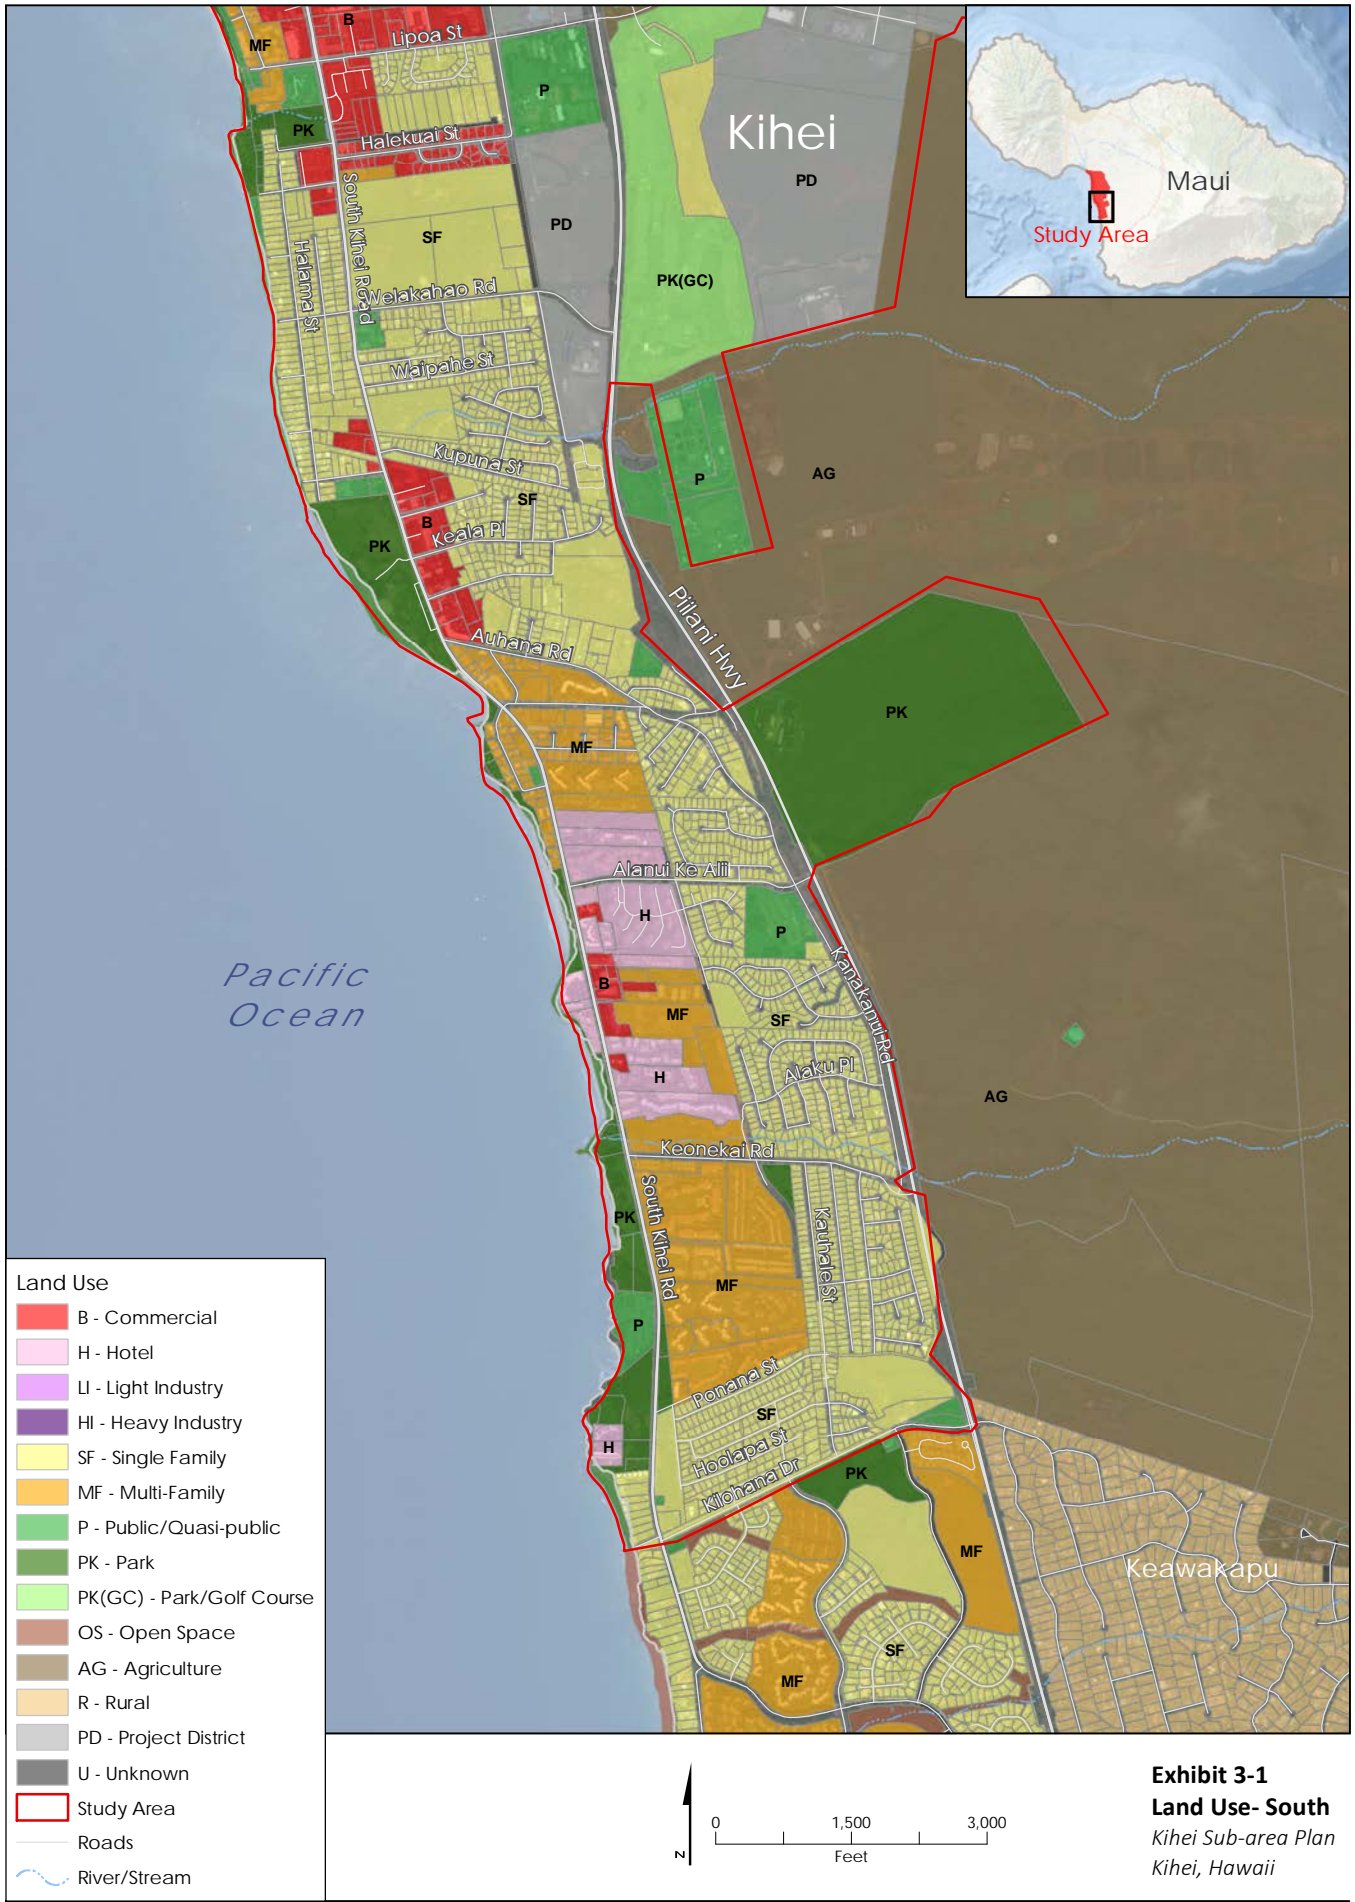 B
MF
Lipoa St
P
PK
Halekuai St
Kihei
PD
Maui
Study Area
South Kihei Road
SF
PD
Halama St
PK(GC)
Welakahao Rd
Waipahe St
Kupuna St
SF
P
AG
B
Keala Pl
PK
Piilani Hwy
Auhana Rd
PK
MF
Alanui Ke Alii
H
P
Kanakanui Rd
Pacific
Ocean
B
MF
SF
Alaku Pl
H
AG
Keonekai Rd
South Kihei Rd
PK
Kauhale St
MF
P
Ponana St
SF
H
Hoolapa St
Kilohana Dr
PK
MF
Keawakapu
SF
MF
Land Use
B - Commercial
H - Hotel
LI - Light Industry
HI - Heavy Industry
SF - Single Family
MF - Multi-Family
P - Public/Quasi-public
PK - Park
PK(GC) - Park/Golf Course
OS - Open Space
AG - Agriculture
R - Rural
PD - Project District
U - Unknown
Study Area
Roads
River/Stream
N
0 1,500 3,000
Feet
Exhibit 3-1
Land Use- South
Kihei Sub-area Plan
Kihei, Hawaii